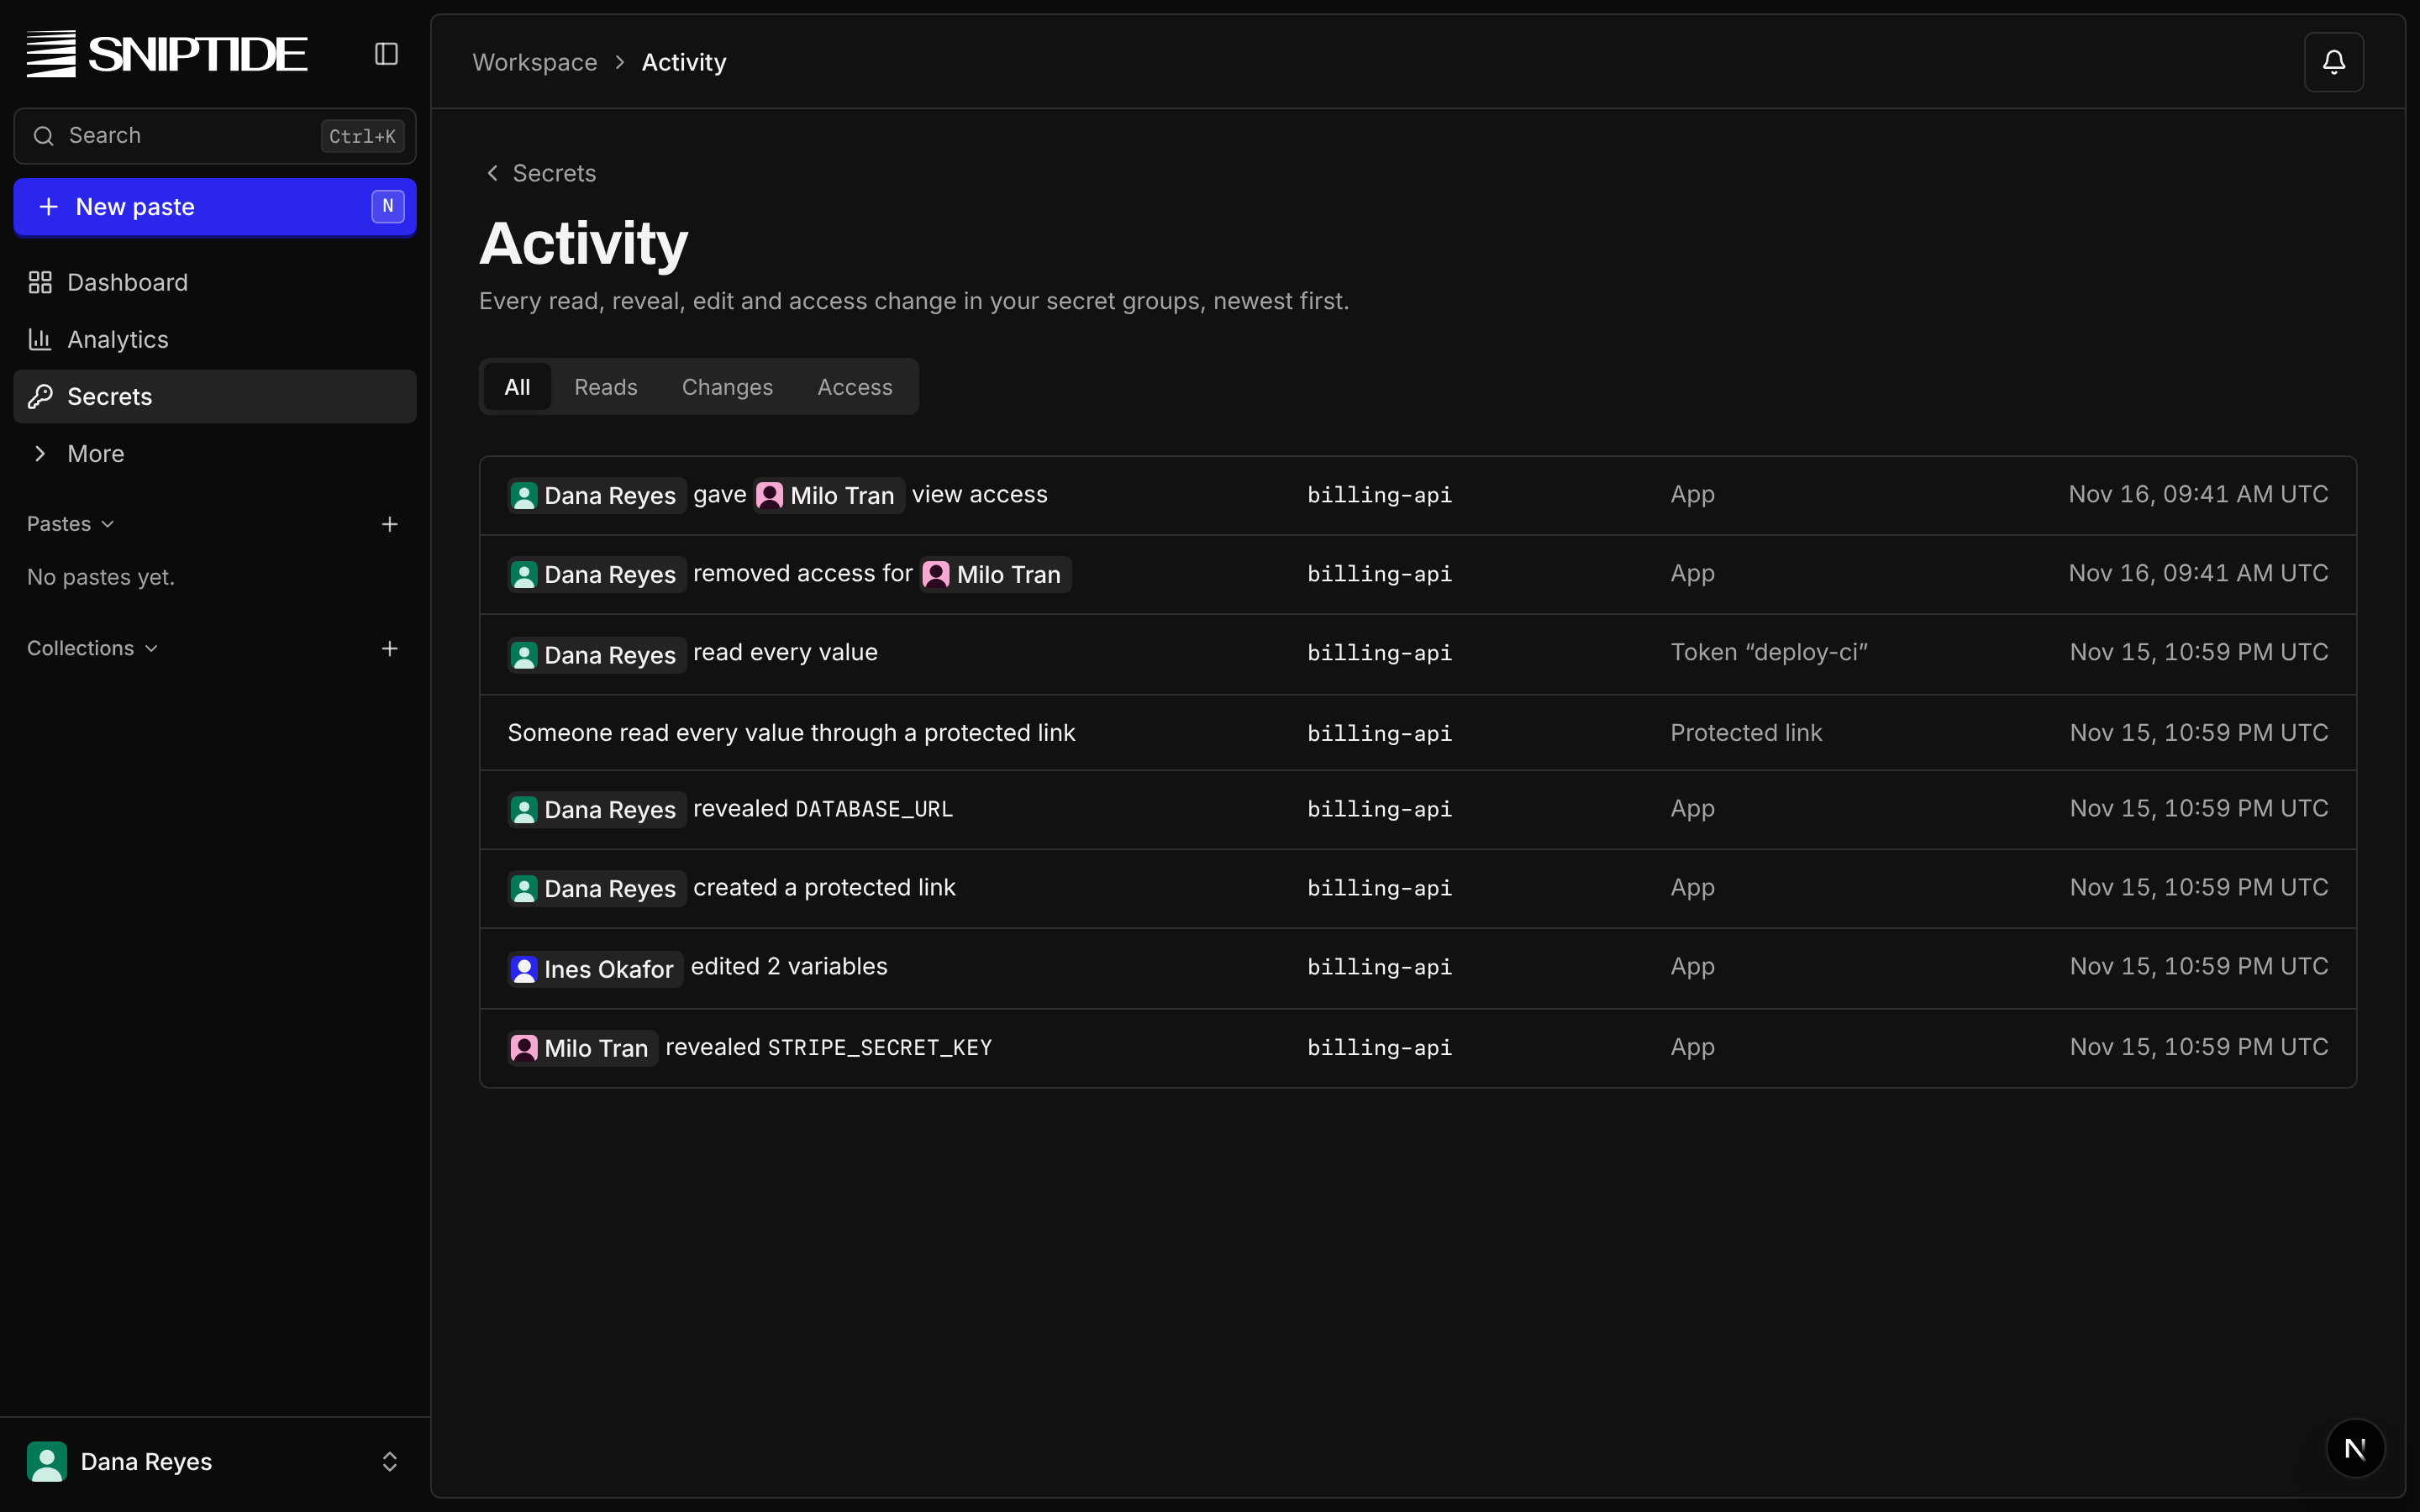 SNIPTIDE
Search Ctrl+K
New paste N
Dashboard
Analytics
Secrets
More
Pastes
No pastes yet.
Collections
Dana Reyes
Workspace > Activity
Secrets
Activity
Every read, reveal, edit and access change in your secret groups, newest first.
All Reads Changes Access
Dana Reyes gave Milo Tran view access billing-api App Nov 16, 09:41 AM UTC
Dana Reyes removed access for Milo Tran billing-api App Nov 16, 09:41 AM UTC
Dana Reyes read every value billing-api Token “deploy-ci” Nov 15, 10:59 PM UTC
Someone read every value through a protected link billing-api Protected link Nov 15, 10:59 PM UTC
Dana Reyes revealed DATABASE_URL billing-api App Nov 15, 10:59 PM UTC
Dana Reyes created a protected link billing-api App Nov 15, 10:59 PM UTC
Ines Okafor edited 2 variables billing-api App Nov 15, 10:59 PM UTC
Milo Tran revealed STRIPE_SECRET_KEY billing-api App Nov 15, 10:59 PM UTC
N